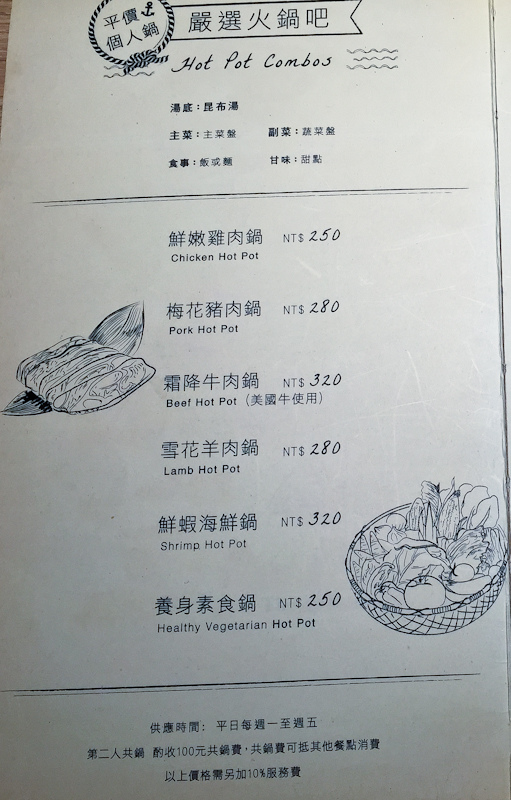 平價
個人鍋
嚴選火鍋吧
Hot Pot Combos
湯底：昆布湯
主菜：主菜盤 副菜：蔬菜盤
食事：飯或麵 甘味：甜點
鮮嫩雞肉鍋 NT$ 250
Chicken Hot Pot
梅花豬肉鍋 NT$ 280
Pork Hot Pot
霜降牛肉鍋 NT$ 320
Beef Hot Pot（美國牛使用）
雪花羊肉鍋 NT$ 280
Lamb Hot Pot
鮮蝦海鮮鍋 NT$ 320
Shrimp Hot Pot
養身素食鍋 NT$ 250
Healthy Vegetarian Hot Pot
供應時間： 平日每週一至週五
第二人共鍋 酌收100元共鍋費，共鍋費可抵其他餐點消費
以上價格需另加10%服務費